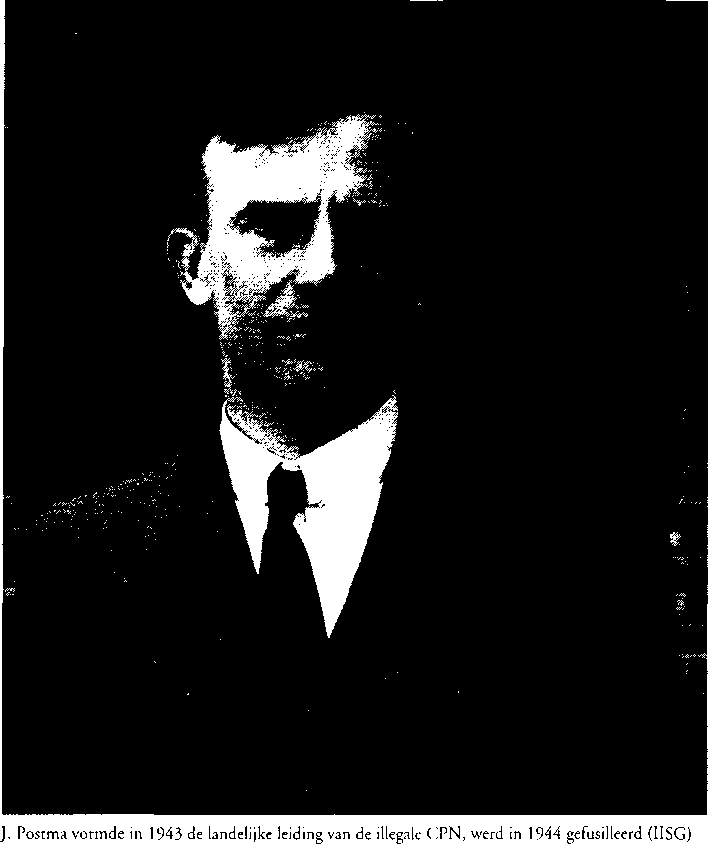 J. Postma vormde in 1943 de landelijke leiding van de illegale CPN, werd in 1944 gefusilleerd (IISG)